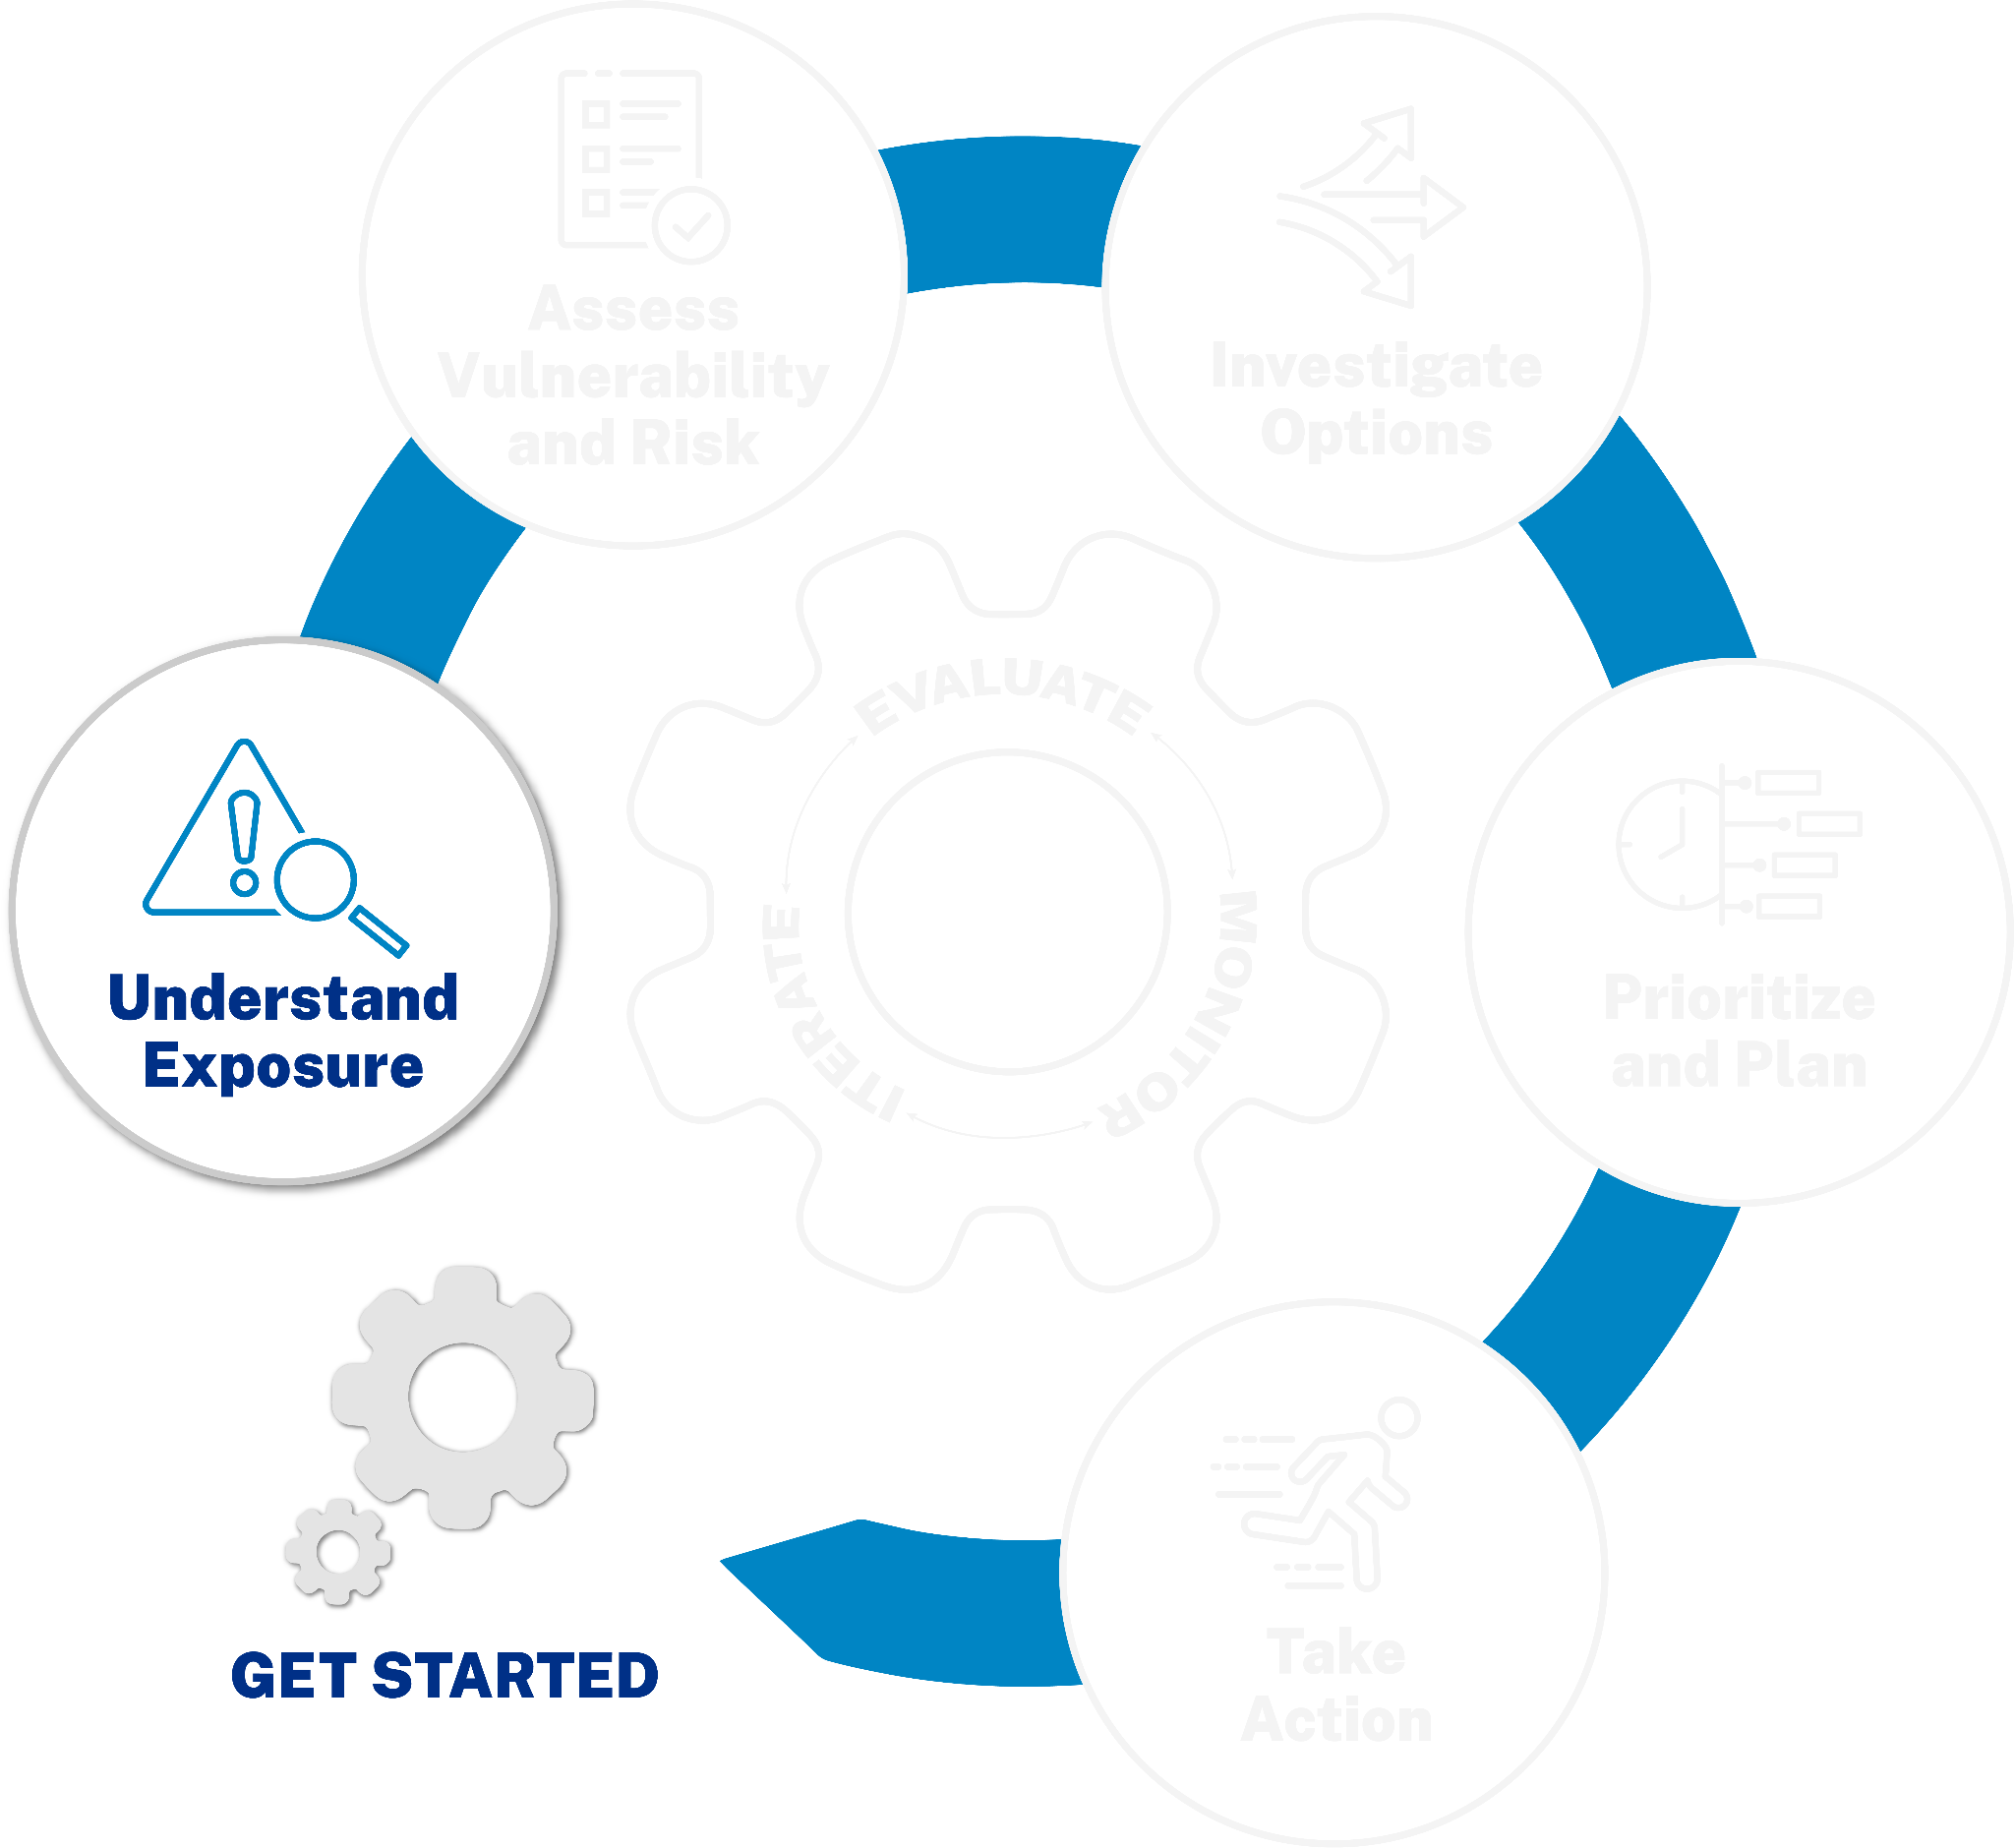 Assess
Vulnerability
and Risk
Investigate
Options
EVALUATE
MONITOR
ITERATE
Understand
Exposure
Prioritize
and Plan
Take
Action
GET STARTED